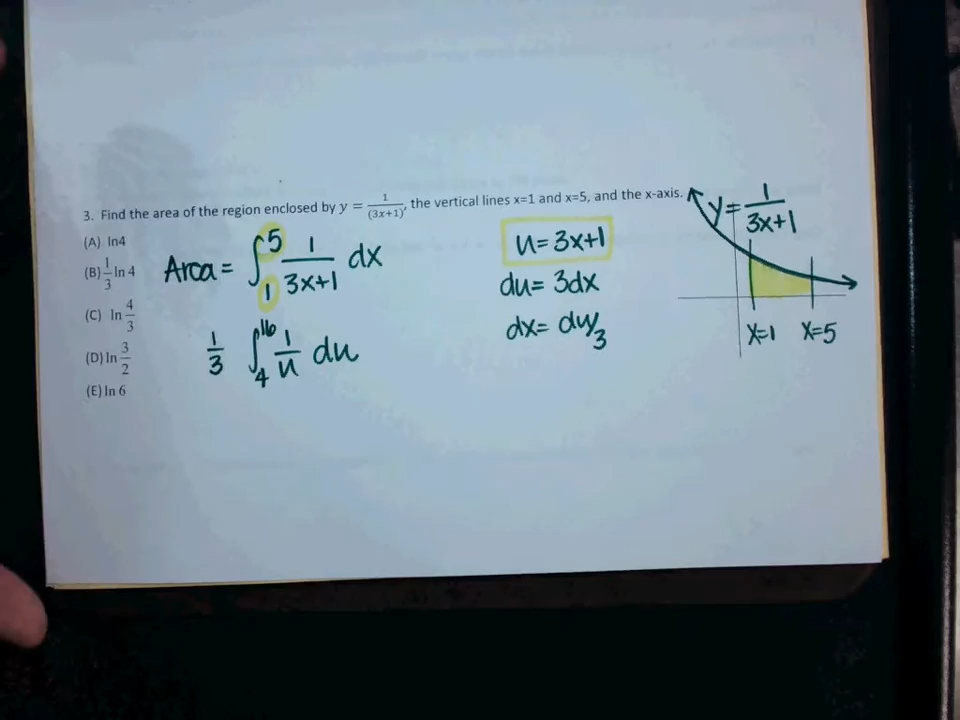 3. Find the area of the region enclosed by y = 1/(3x+1), the vertical lines x=1 and x=5, and the x-axis.
(A) ln4
(B) 1/3 ln 4
(C) ln 4/3
(D) ln 3/2
(E) ln 6
Area = ∫₁⁵ 1/(3x+1) dx
1/3 ∫₄¹⁶ 1/u du
u = 3x+1
du = 3dx
dx = du/3
y = 1/(3x+1)
x=1 x=5